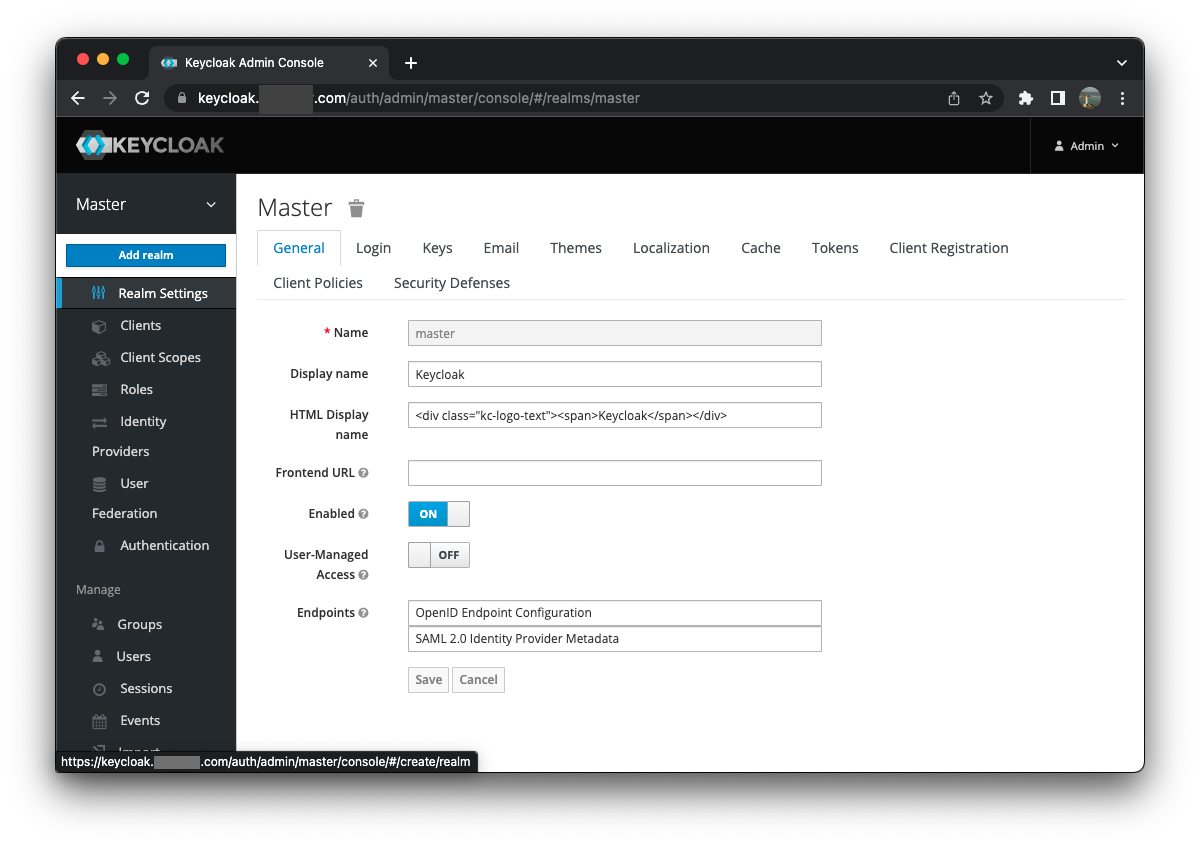 Keycloak Admin Console
keycloak. .com/auth/admin/master/console/#/realms/master
KEYCLOAK
Admin
Master
Add realm
Realm Settings
Clients
Client Scopes
Roles
Identity
Providers
User
Federation
Authentication
Manage
Groups
Users
Sessions
Events
Import
Master
General Login Keys Email Themes Localization Cache Tokens Client Registration
Client Policies Security Defenses
* Name master
Display name Keycloak
HTML Display name <div class="kc-logo-text"><span>Keycloak</span></div>
Frontend URL
Enabled ON
User-Managed
Access OFF
Endpoints OpenID Endpoint Configuration
SAML 2.0 Identity Provider Metadata
Save Cancel
https://keycloak. .com/auth/admin/master/console/#/create/realm